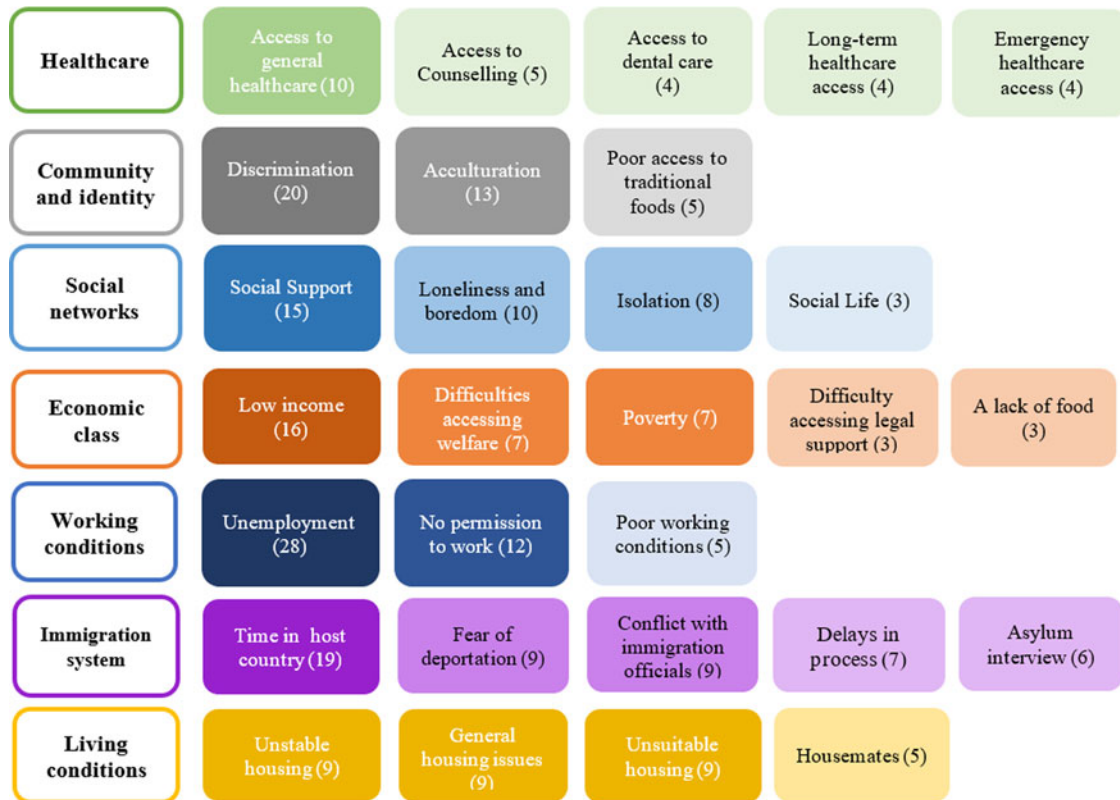 Healthcare
Access to
general
healthcare (10)
Access to
Counselling (5)
Access to
dental care
(4)
Long-term
healthcare
access (4)
Emergency
healthcare
access (4)
Community
and identity
Discrimination
(20)
Acculturation
(13)
Poor access to
traditional
foods (5)
Social
networks
Social Support
(15)
Loneliness and
boredom (10)
Isolation (8)
Social Life (3)
Economic
class
Low income
(16)
Difficulties
accessing
welfare (7)
Poverty (7)
Difficulty
accessing legal
support (3)
A lack of food
(3)
Working
conditions
Unemployment
(28)
No permission
to work (12)
Poor working
conditions (5)
Immigration
system
Time in host
country (19)
Fear of
deportation (9)
Conflict with
immigration
officials (9)
Delays in
process (7)
Asylum
interview (6)
Living
conditions
Unstable
housing (9)
General
housing issues
(9)
Unsuitable
housing (9)
Housemates (5)